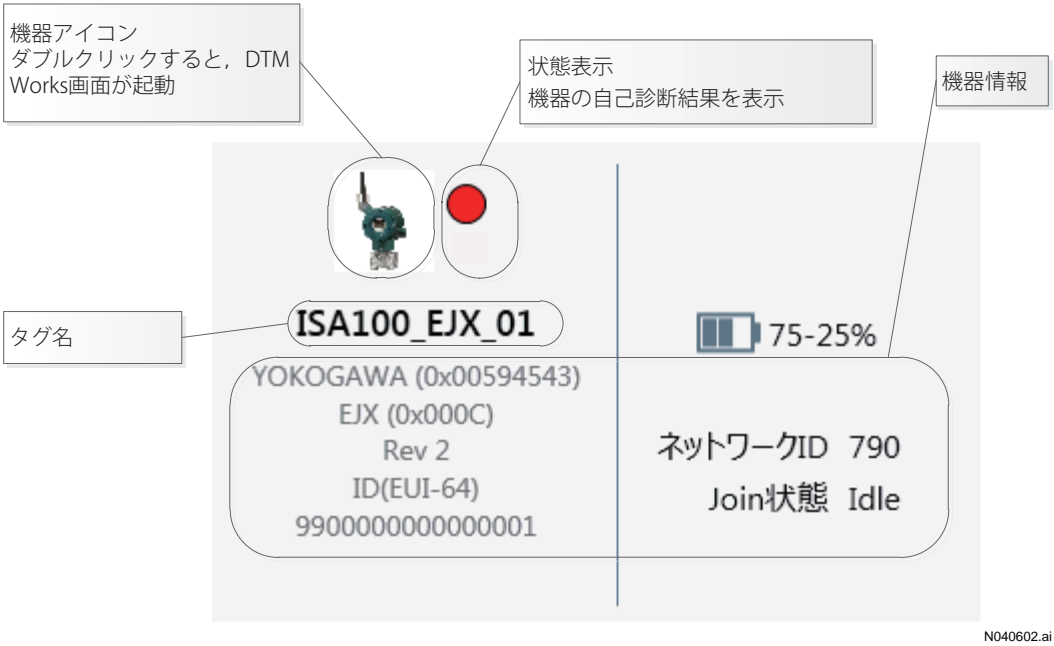 機器アイコン
ダブルクリックすると，DTM
Works画面が起動
状態表示
機器の自己診断結果を表示
機器情報
タグ名
ISA100_EJX_01
YOKOGAWA (0x00594543)
EJX (0x000C)
Rev 2
ID(EUI-64)
9900000000000001
75-25%
ネットワークID 790
Join状態 Idle
N040602.ai